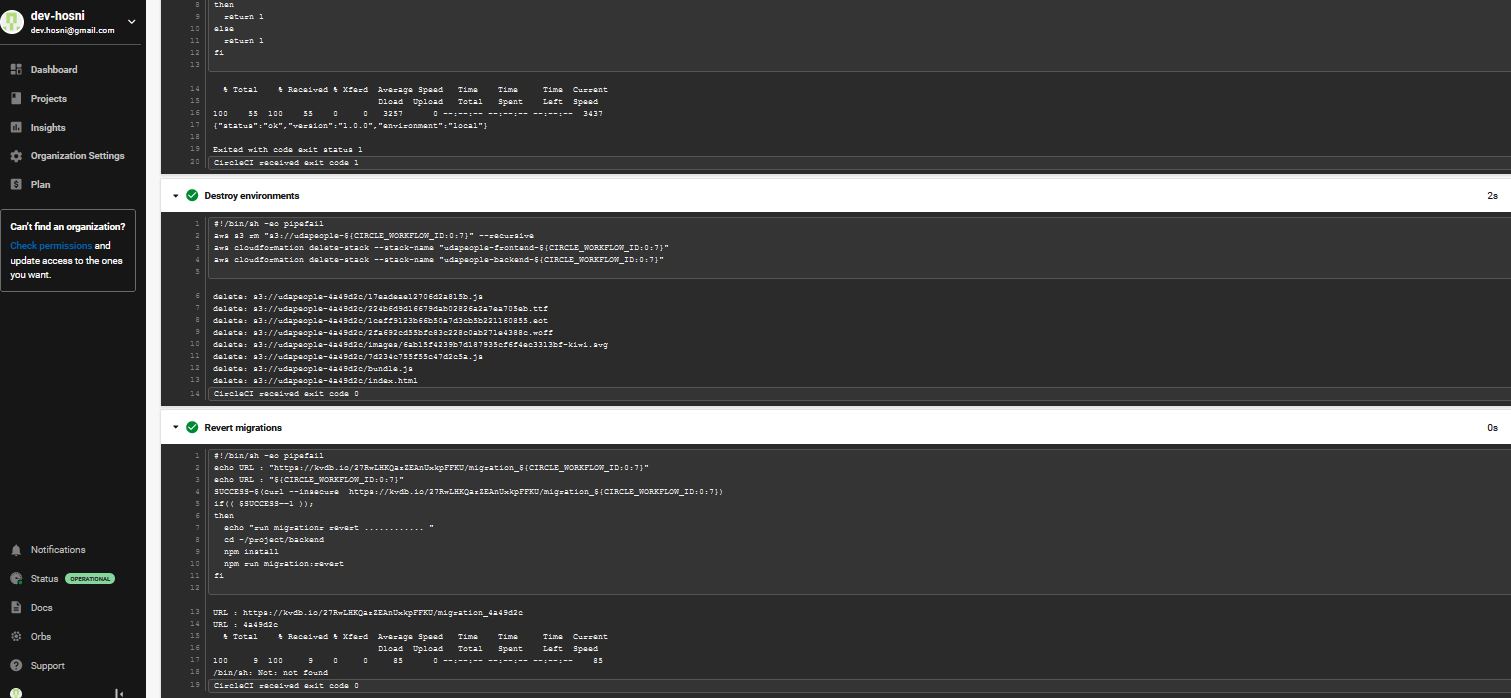 dev-hosni
dev.hosni@gmail.com
Dashboard
Projects
Insights
Organization Settings
Plan
Can't find an organization?
Check permissions and
update access to the ones
you want.
Notifications
Status OPERATIONAL
Docs
Orbs
Support
8 then
9 return 1
10 else
11 return 1
12 fi
13
14 % Total % Received % Xferd Average Speed Time Time Time Current
15 Dload Upload Total Spent Left Speed
16 100 55 100 55 0 0 3257 0 --:--:-- --:--:-- --:--:-- 3437
17 {"status":"ok","version":"1.0.0","environment":"local"}
18
19 Exited with code exit status 1
20 CircleCI received exit code 1
Destroy environments 2s
1 #!/bin/sh -eo pipefail
2 aws s3 rm "s3://udapeople-${CIRCLE_WORKFLOW_ID:0:7}" --recursive
3 aws cloudformation delete-stack --stack-name "udapeople-frontend-${CIRCLE_WORKFLOW_ID:0:7}"
4 aws cloudformation delete-stack --stack-name "udapeople-backend-${CIRCLE_WORKFLOW_ID:0:7}"
5
6 delete: s3://udapeople-4a49d2c/17eadeae12706d2a815b.js
7 delete: s3://udapeople-4a49d2c/224b6d9d16679dab02826a2a7ea705eb.ttf
8 delete: s3://udapeople-4a49d2c/1ceff9123b66b50a7d3cb5b221160855.eot
9 delete: s3://udapeople-4a49d2c/2fa692cd55bfc83c228c0ab271e4388c.woff
10 delete: s3://udapeople-4a49d2c/images/6ab15f4239b7d187935cf6f4ec3313bf-kiwi.svg
11 delete: s3://udapeople-4a49d2c/7d234c755f55c47d2c5a.js
12 delete: s3://udapeople-4a49d2c/bundle.js
13 delete: s3://udapeople-4a49d2c/index.html
14 CircleCI received exit code 0
Revert migrations 0s
1 #!/bin/sh -eo pipefail
2 echo URL : "https://kvdb.io/27RwLHKQazZEAnUxkpFFKU/migration_${CIRCLE_WORKFLOW_ID:0:7}"
3 echo URL : "${CIRCLE_WORKFLOW_ID:0:7}"
4 SUCCESS=$(curl --insecure https://kvdb.io/27RwLHKQazZEAnUxkpFFKU/migration_${CIRCLE_WORKFLOW_ID:0:7})
5 if(( $SUCCESS==1 ));
6 then
7 echo "run migrationr revert ............ "
8 cd ~/project/backend
9 npm install
10 npm run migration:revert
11 fi
12
13 URL : https://kvdb.io/27RwLHKQazZEAnUxkpFFKU/migration_4a49d2c
14 URL : 4a49d2c
15 % Total % Received % Xferd Average Speed Time Time Time Current
16 Dload Upload Total Spent Left Speed
17 100 9 100 9 0 0 85 0 --:--:-- --:--:-- --:--:-- 85
18 /bin/sh: Not: not found
19 CircleCI received exit code 0